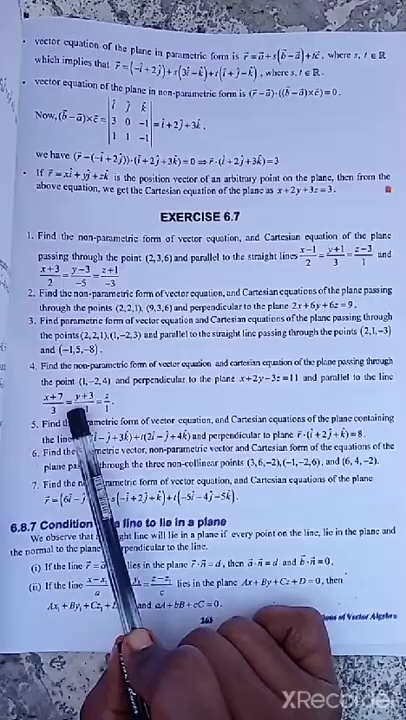 • vector equation of the plane in parametric form is r⃗ = a⃗ + s(b⃗ − a⃗) + tc⃗, where s, t ∈ ℝ
which implies that r⃗ = (−î + 2ĵ) + s(3î − k̂) + t(î + ĵ − k̂), where s, t ∈ ℝ.
• vector equation of the plane in non-parametric form is (r⃗ − a⃗)·((b⃗ − a⃗)×c⃗) = 0.
Now, (b⃗ − a⃗)×c⃗ = | î ĵ k̂ |
| 3 0 −1 | = î + 2ĵ + 3k̂,
| 1 1 −1 |
we have (r⃗ − (−î + 2ĵ))·(î + 2ĵ + 3k̂) = 0 ⇒ r⃗·(î + 2ĵ + 3k̂) = 3
• If r⃗ = xî + yĵ + zk̂ is the position vector of an arbitrary point on the plane, then from the
above equation, we get the Cartesian equation of the plane as x + 2y + 3z = 3.
EXERCISE 6.7
1. Find the non-parametric form of vector equation, and Cartesian equation of the plane
passing through the point (2,3,6) and parallel to the straight lines (x−1)/2 = (y+1)/3 = (z−3)/1 and
(x+3)/2 = (y−3)/−5 = (z+1)/−3
2. Find the non-parametric form of vector equation, and Cartesian equations of the plane passing
through the points (2,2,1), (9,3,6) and perpendicular to the plane 2x + 6y + 6z = 9.
3. Find parametric form of vector equation and Cartesian equations of the plane passing through
the points (2,2,1),(1,−2,3) and parallel to the straight line passing through the points (2,1,−3)
and (−1,5,−8).
4. Find the non-parametric form of vector equation and cartesian equation of the plane passing through
the point (1,−2,4) and perpendicular to the plane x + 2y − 3z = 11 and parallel to the line
(x+7)/3 = (y+3)/ 1 = z/1.
5. Find the ametric form of vector equation, and Cartesian equations of the plane containing
the line î − ĵ + 3k̂) + t(2î − ĵ + 4k̂) and perpendicular to plane r⃗·(î + 2ĵ + k̂) = 8.
6. Find the metric vector, non-parametric vector and Cartesian form of the equations of the
plane pas through the three non-collinear points (3,6,−2),(−1,−2,6), and (6,4,−2).
7. Find the n rametric form of vector equation, and Cartesian equations of the plane
r⃗ = (6î − ĵ s(−î + 2ĵ + k̂) + t(−5î − 4ĵ − 5k̂).
6.8.7 Condition a line to lie in a plane
We observe that a ght line will lie in a plane if every point on the line, lie in the plane and
the normal to the plane rpendicular to the line.
(i) If the line r⃗ = a⃗ lies in the plane r⃗·n⃗ = d, then a⃗·n⃗ = d and b⃗·n⃗ = 0.
(ii) If the line (x−x₁)/a = y₁ = (z−z₁)/c lies in the plane Ax + By + Cz + D = 0, then
Ax₁ + By₁ + Cz₁ + and aA + bB + cC = 0.
263
ons of Vector Algebra
XRecorder